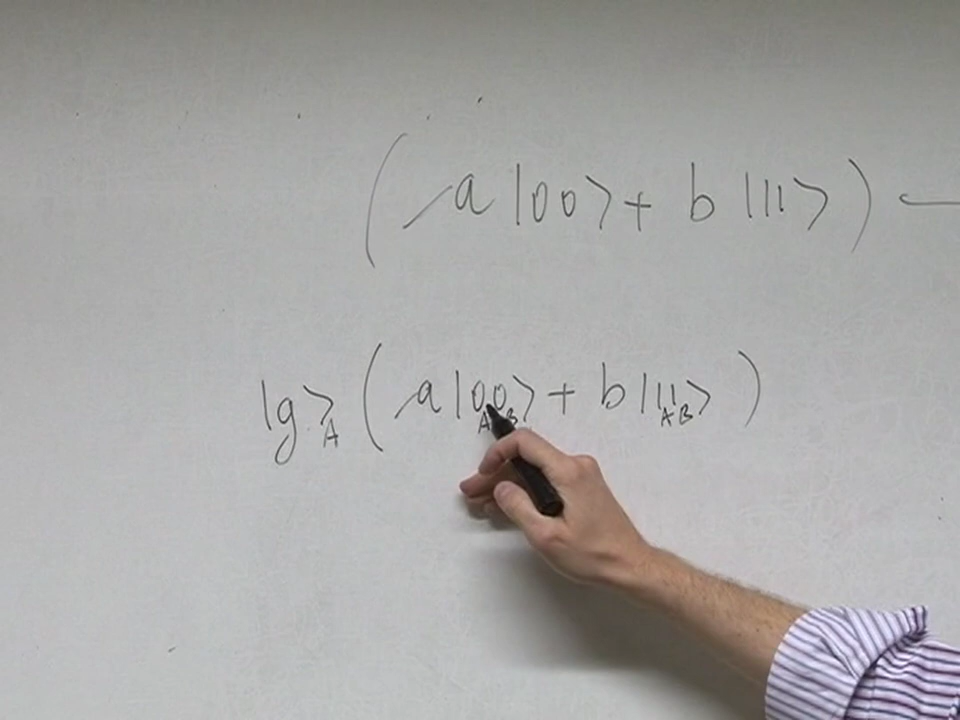 ( a |00⟩ + b |11⟩ ) —
|g⟩_A ( a |00⟩_AB + b |11⟩_AB )